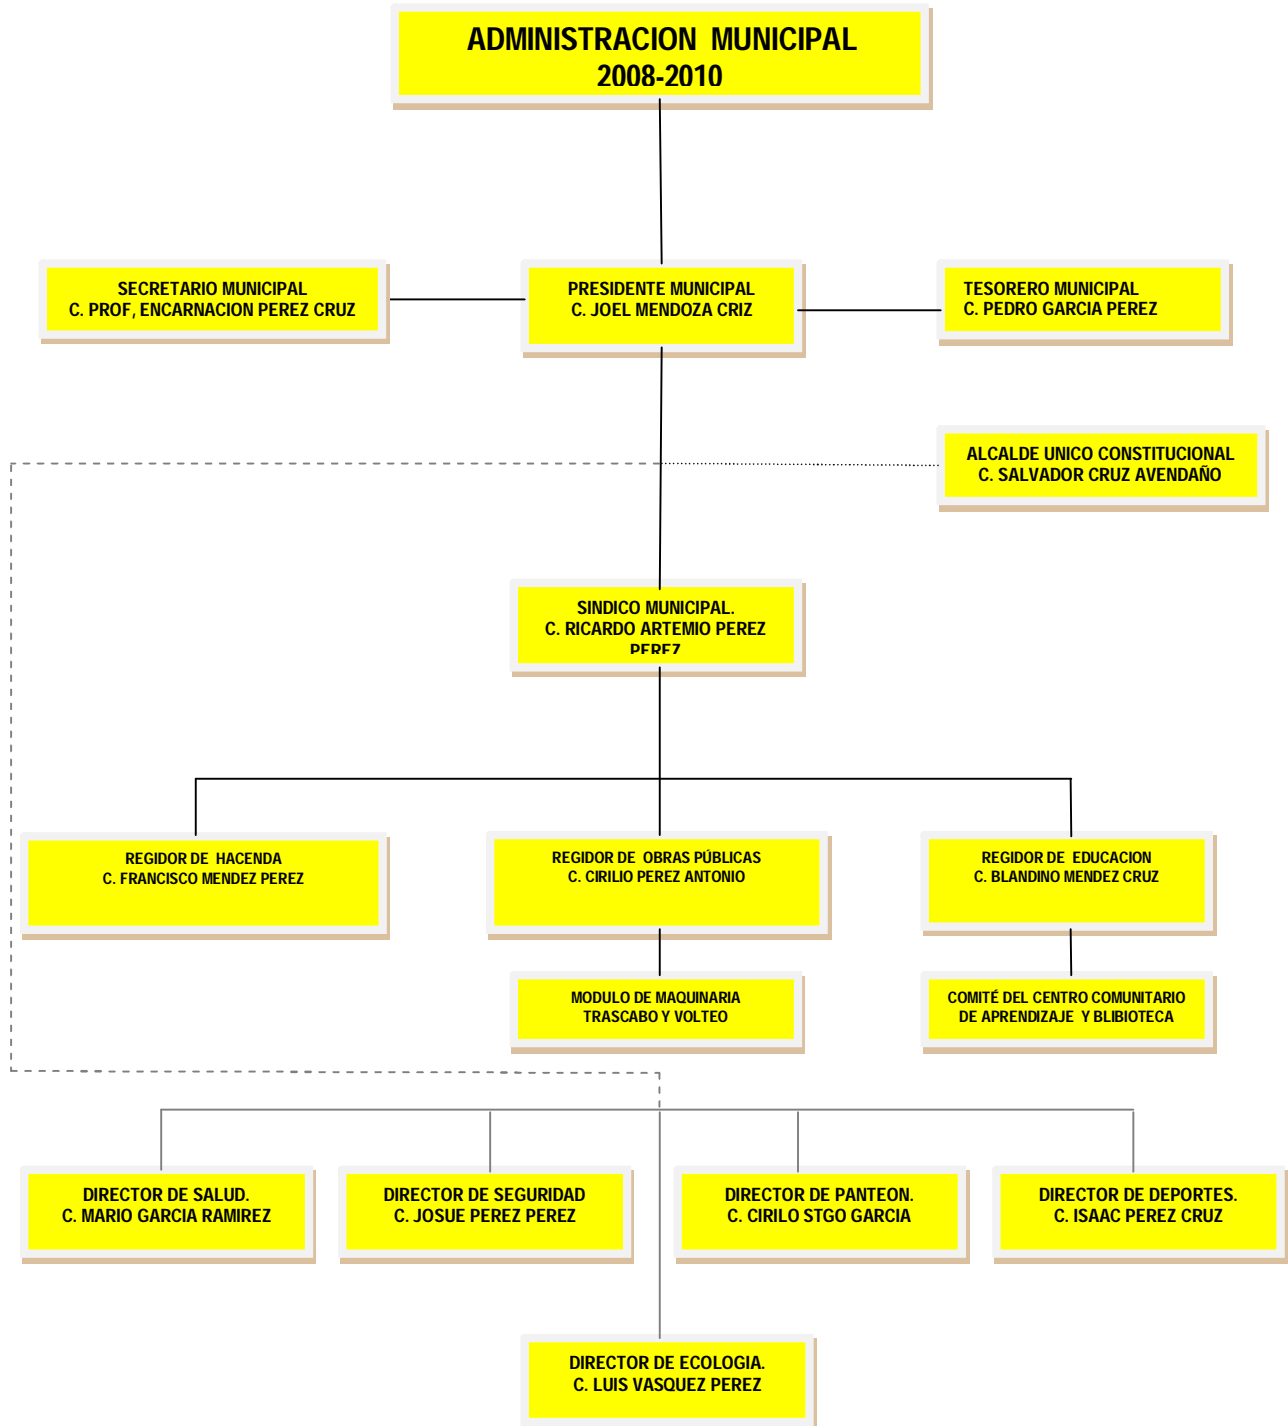 ADMINISTRACION MUNICIPAL
2008-2010
SECRETARIO MUNICIPAL
C. PROF, ENCARNACION PEREZ CRUZ
PRESIDENTE MUNICIPAL
C. JOEL MENDOZA CRIZ
TESORERO MUNICIPAL
C. PEDRO GARCIA PEREZ
ALCALDE UNICO CONSTITUCIONAL
C. SALVADOR CRUZ AVENDAÑO
SINDICO MUNICIPAL.
C. RICARDO ARTEMIO PEREZ
PEREZ
REGIDOR DE HACENDA
C. FRANCISCO MENDEZ PEREZ
REGIDOR DE OBRAS PÚBLICAS
C. CIRILIO PEREZ ANTONIO
REGIDOR DE EDUCACION
C. BLANDINO MENDEZ CRUZ
MODULO DE MAQUINARIA
TRASCABO Y VOLTEO
COMITÉ DEL CENTRO COMUNITARIO
DE APRENDIZAJE Y BLIBIOTECA
DIRECTOR DE SALUD.
C. MARIO GARCIA RAMIREZ
DIRECTOR DE SEGURIDAD
C. JOSUE PEREZ PEREZ
DIRECTOR DE PANTEON.
C. CIRILO STGO GARCIA
DIRECTOR DE DEPORTES.
C. ISAAC PEREZ CRUZ
DIRECTOR DE ECOLOGIA.
C. LUIS VASQUEZ PEREZ